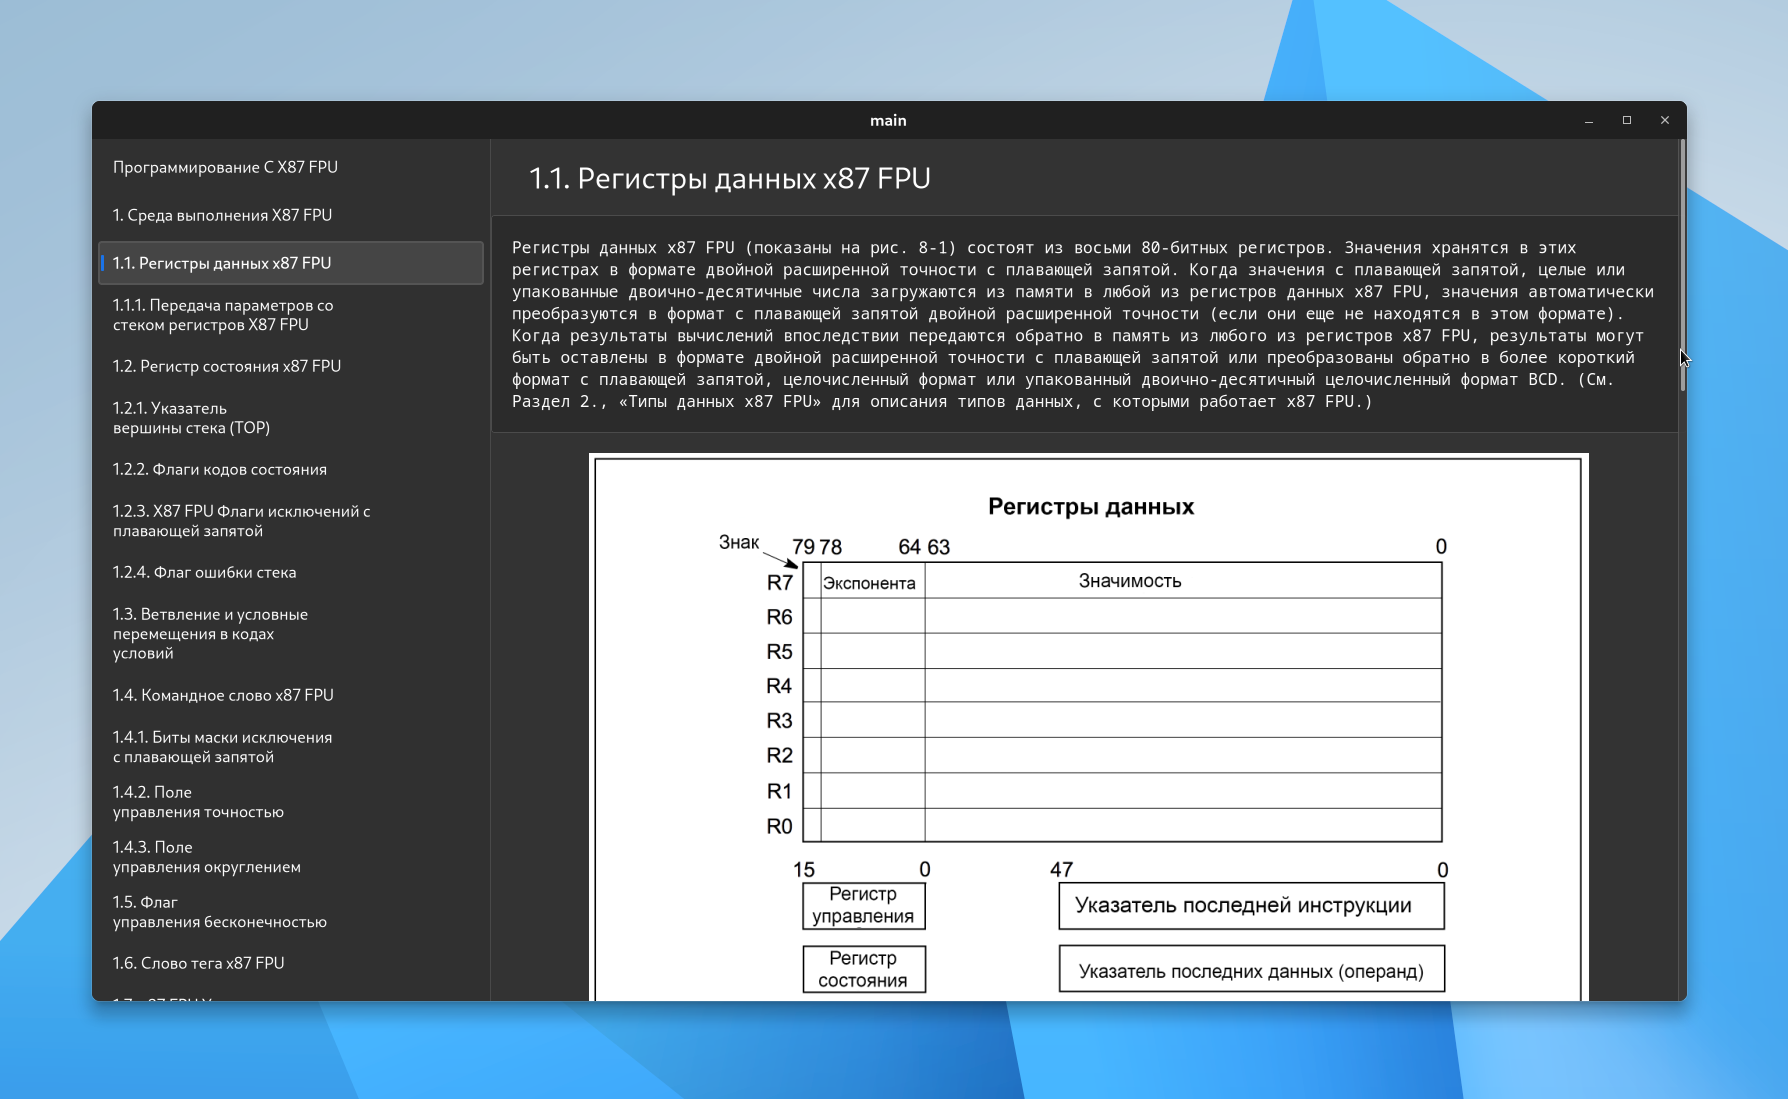 main
Программирование С X87 FPU
1. Среда выполнения X87 FPU
1.1. Регистры данных x87 FPU
1.1.1. Передача параметров со
стеком регистров X87 FPU
1.2. Регистр состояния x87 FPU
1.2.1. Указатель
вершины стека (TOP)
1.2.2. Флаги кодов состояния
1.2.3. X87 FPU Флаги исключений с
плавающей запятой
1.2.4. Флаг ошибки стека
1.3. Ветвление и условные
перемещения в кодах
условий
1.4. Командное слово x87 FPU
1.4.1. Биты маски исключения
с плавающей запятой
1.4.2. Поле
управления точностью
1.4.3. Поле
управления округлением
1.5. Флаг
управления бесконечностью
1.6. Слово тега x87 FPU
1.1. Регистры данных x87 FPU
Регистры данных x87 FPU (показаны на рис. 8-1) состоят из восьми 80-битных регистров. Значения хранятся в этих
регистрах в формате двойной расширенной точности с плавающей запятой. Когда значения с плавающей запятой, целые или
упакованные двоично-десятичные числа загружаются из памяти в любой из регистров данных x87 FPU, значения автоматически
преобразуются в формат с плавающей запятой двойной расширенной точности (если они еще не находятся в этом формате).
Когда результаты вычислений впоследствии передаются обратно в память из любого из регистров x87 FPU, результаты могут
быть оставлены в формате двойной расширенной точности с плавающей запятой или преобразованы обратно в более короткий
формат с плавающей запятой, целочисленный формат или упакованный двоично-десятичный целочисленный формат BCD. (См.
Раздел 2., «Типы данных x87 FPU» для описания типов данных, с которыми работает x87 FPU.)
Регистры данных
Знак 79 78 64 63 0
R7 Экспонента Значимость
R6
R5
R4
R3
R2
R1
R0
15 0 47 0
Регистр
управления
Указатель последней инструкции
Регистр
состояния
Указатель последних данных (операнд)